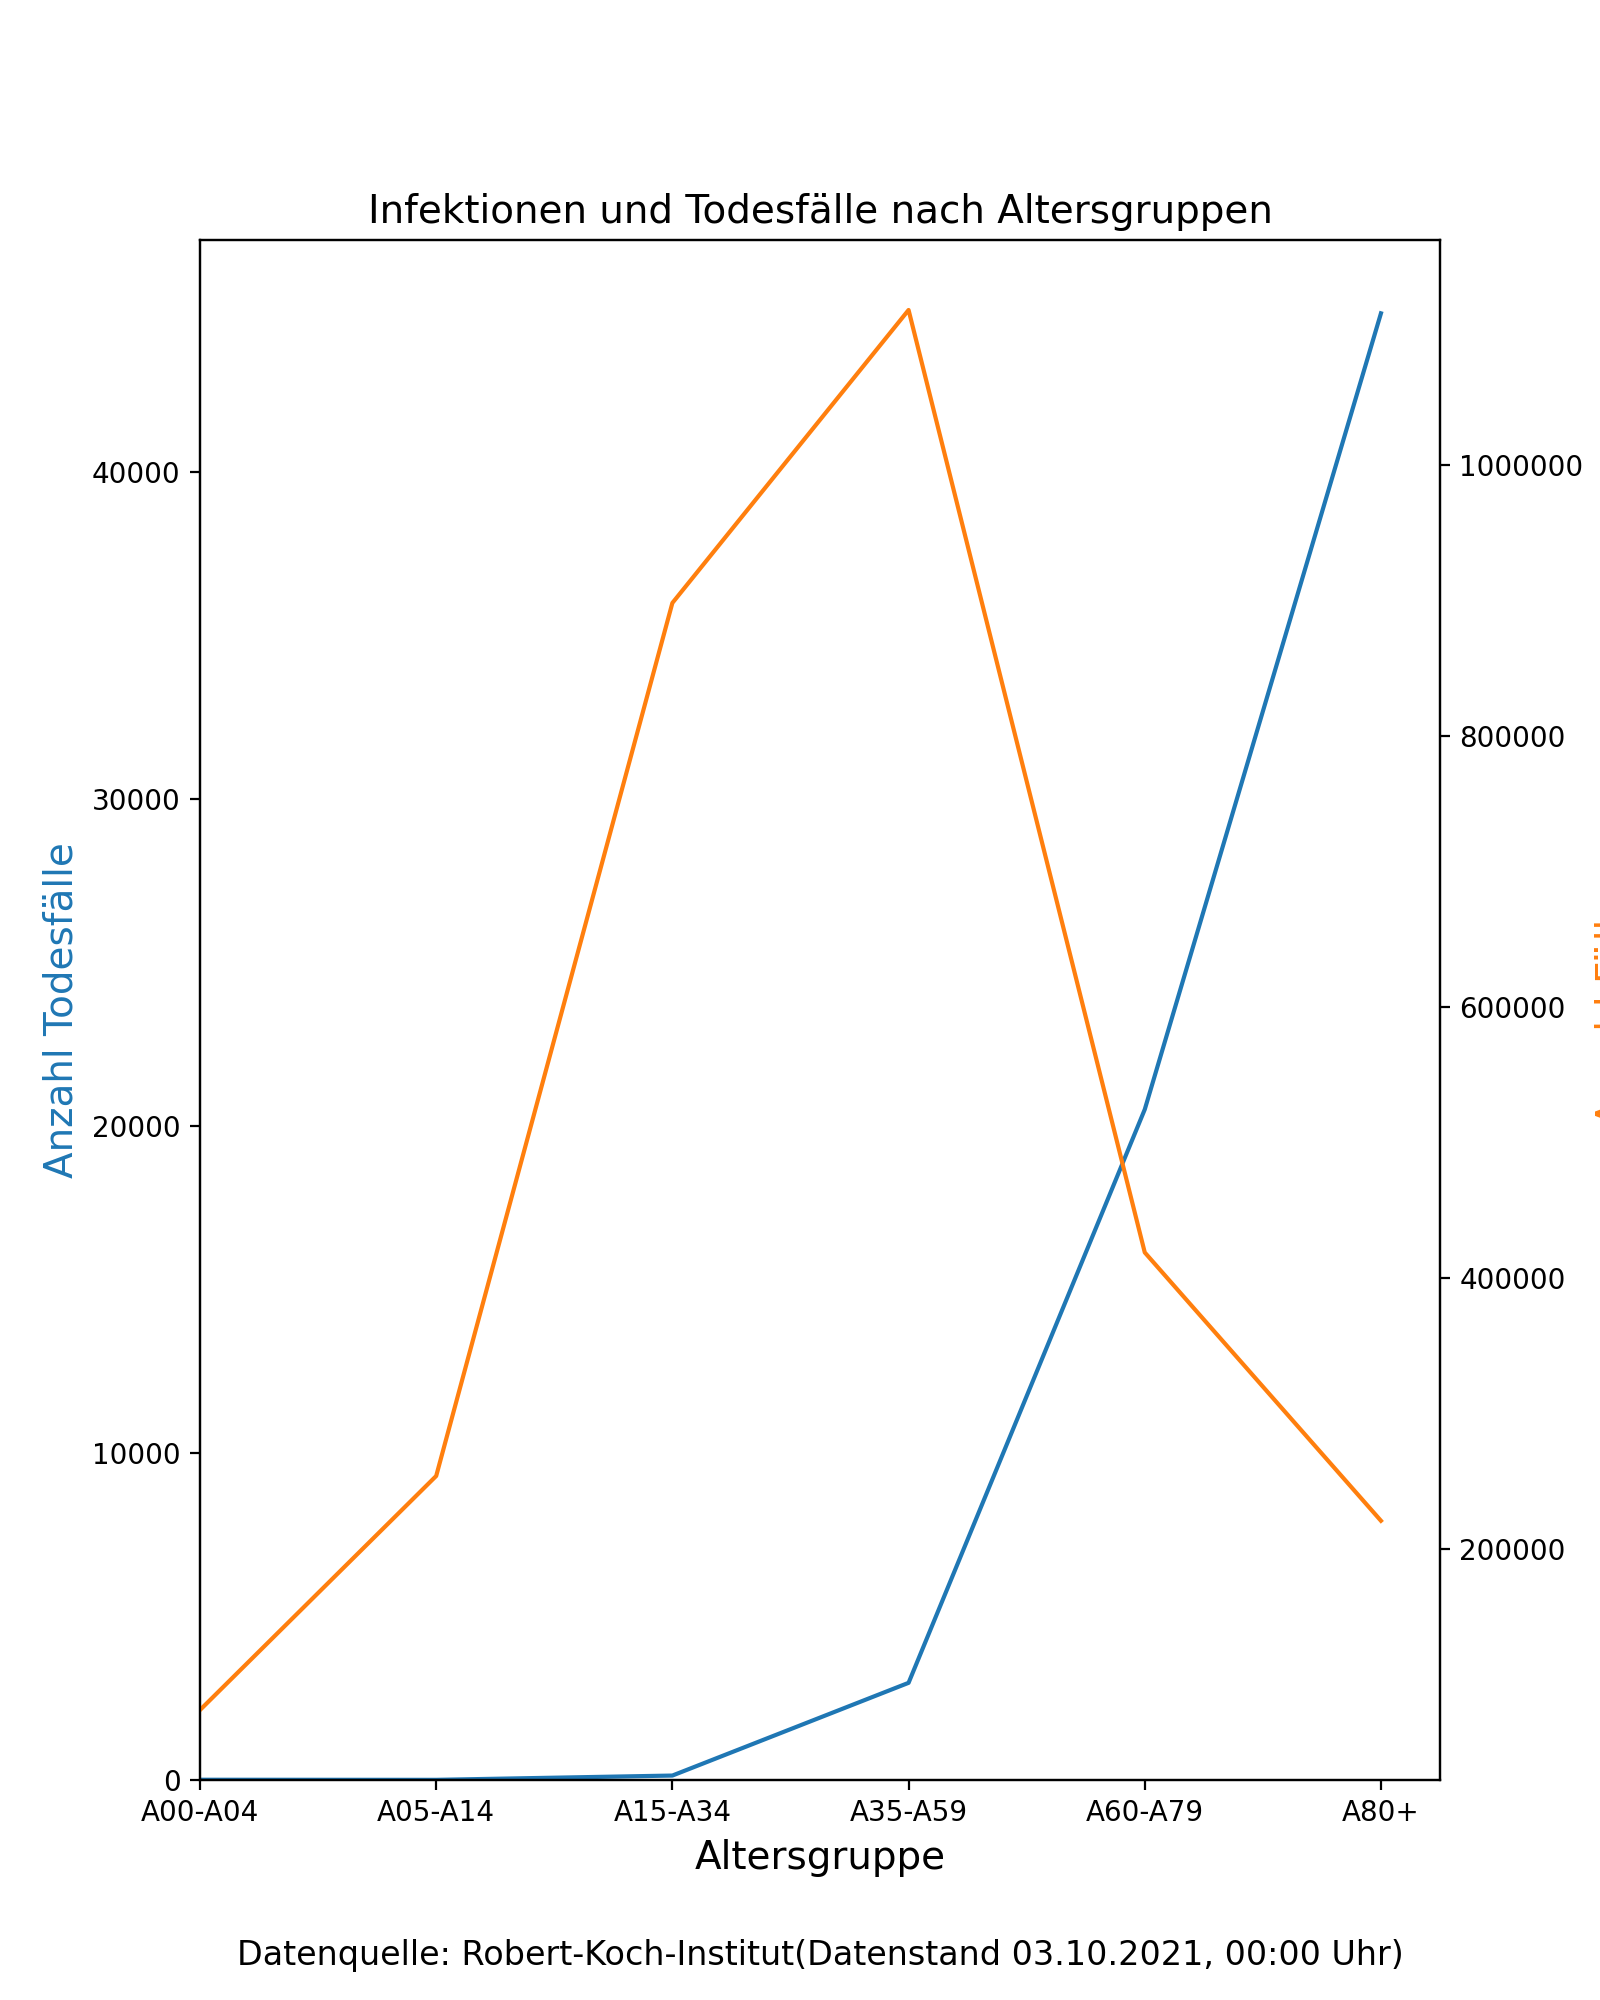 Infektionen und Todesfälle nach Altersgruppen
40000
30000
20000
10000
0
Anzahl Todesfälle
1000000
800000
600000
400000
200000
A00-A04
A05-A14
A15-A34
A35-A59
A60-A79
A80+
Altersgruppe
Datenquelle: Robert-Koch-Institut(Datenstand 03.10.2021, 00:00 Uhr)